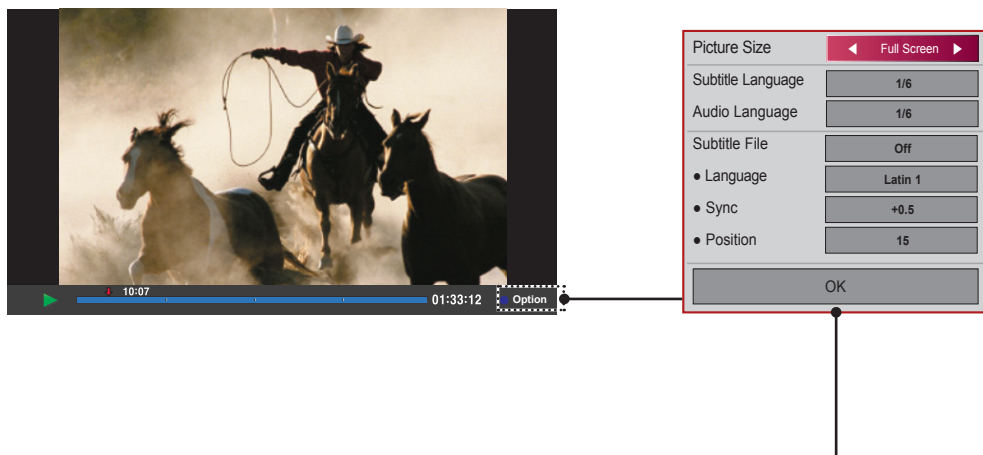 10:07
01:33:12
Option
Picture Size Full Screen
Subtitle Language 1/6
Audio Language 1/6
Subtitle File Off
● Language Latin 1
● Sync +0.5
● Position 15
OK